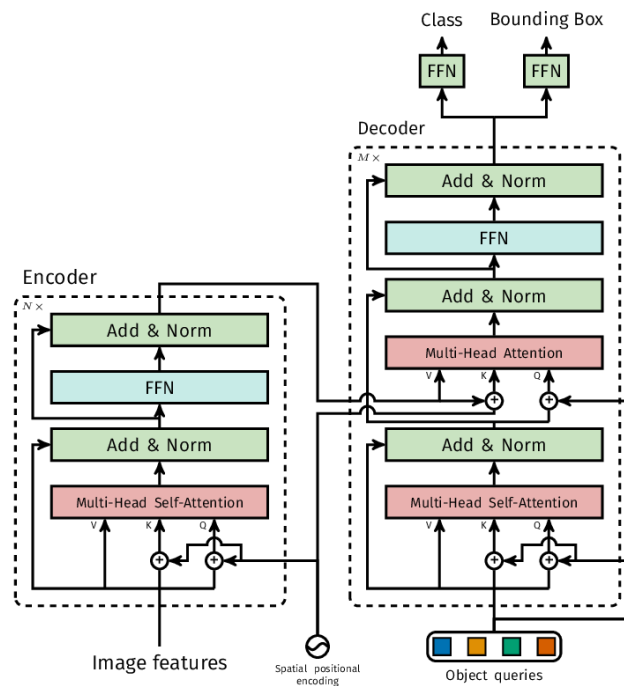 Class
Bounding Box
FFN
FFN
Decoder
M ×
Add & Norm
FFN
Add & Norm
Multi-Head Attention
V K Q
+ +
Add & Norm
Multi-Head Self-Attention
V K Q
+ +
Object queries
Encoder
N ×
Add & Norm
FFN
Add & Norm
Multi-Head Self-Attention
V K Q
+ +
Image features
Spatial positional
encoding